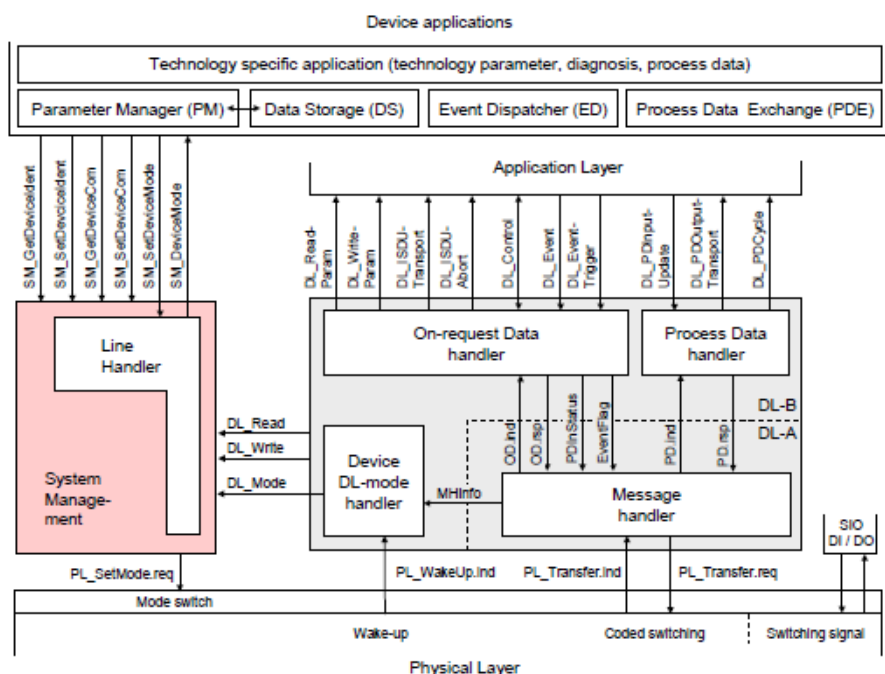 Device applications
Technology specific application (technology parameter, diagnosis, process data)
Parameter Manager (PM)
Data Storage (DS)
Event Dispatcher (ED)
Process Data Exchange (PDE)
SM_GetDeviceIdent
SM_SetDeviceIdent
SM_GetDeviceCom
SM_SetDeviceCom
SM_SetDeviceMode
SM_DeviceMode
Application Layer
DL_Read-
Param
DL_Write-
Param
DL_ISDU-
Transport
DL_ISDU-
Abort
DL_Control
DL_Event
DL_Event-
Trigger
DL_PDInput-
Update
DL_PDOutput-
Transport
DL_PDCycle
Line
Handler
On-request Data
handler
Process Data
handler
DL-B
DL-A
OD.ind
OD.rsp
PDInStatus
EventFlag
PD.ind
PD.rsp
DL_Read
DL_Write
DL_Mode
System
Manage-
ment
Device
DL-mode
handler
MHInfo
Message
handler
SIO
DI / DO
PL_SetMode.req
PL_WakeUp.ind
PL_Transfer.ind
PL_Transfer.req
Mode switch
Wake-up
Coded switching
Switching signal
Physical Layer